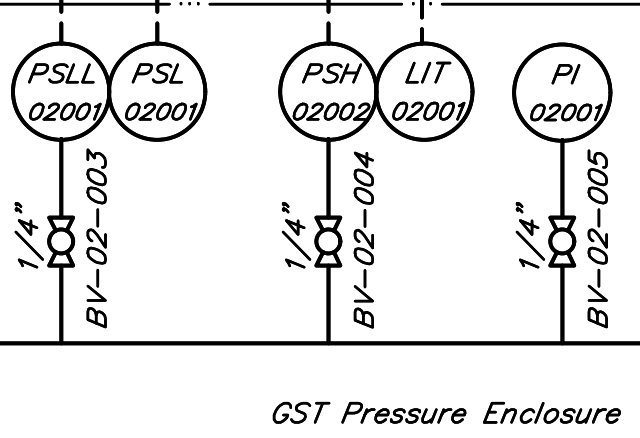 PSLL
02001
PSL
02001
PSH
02002
LIT
02001
PI
02001
1/4"
BV-02-003
1/4"
BV-02-004
1/4"
BV-02-005
GST Pressure Enclosure